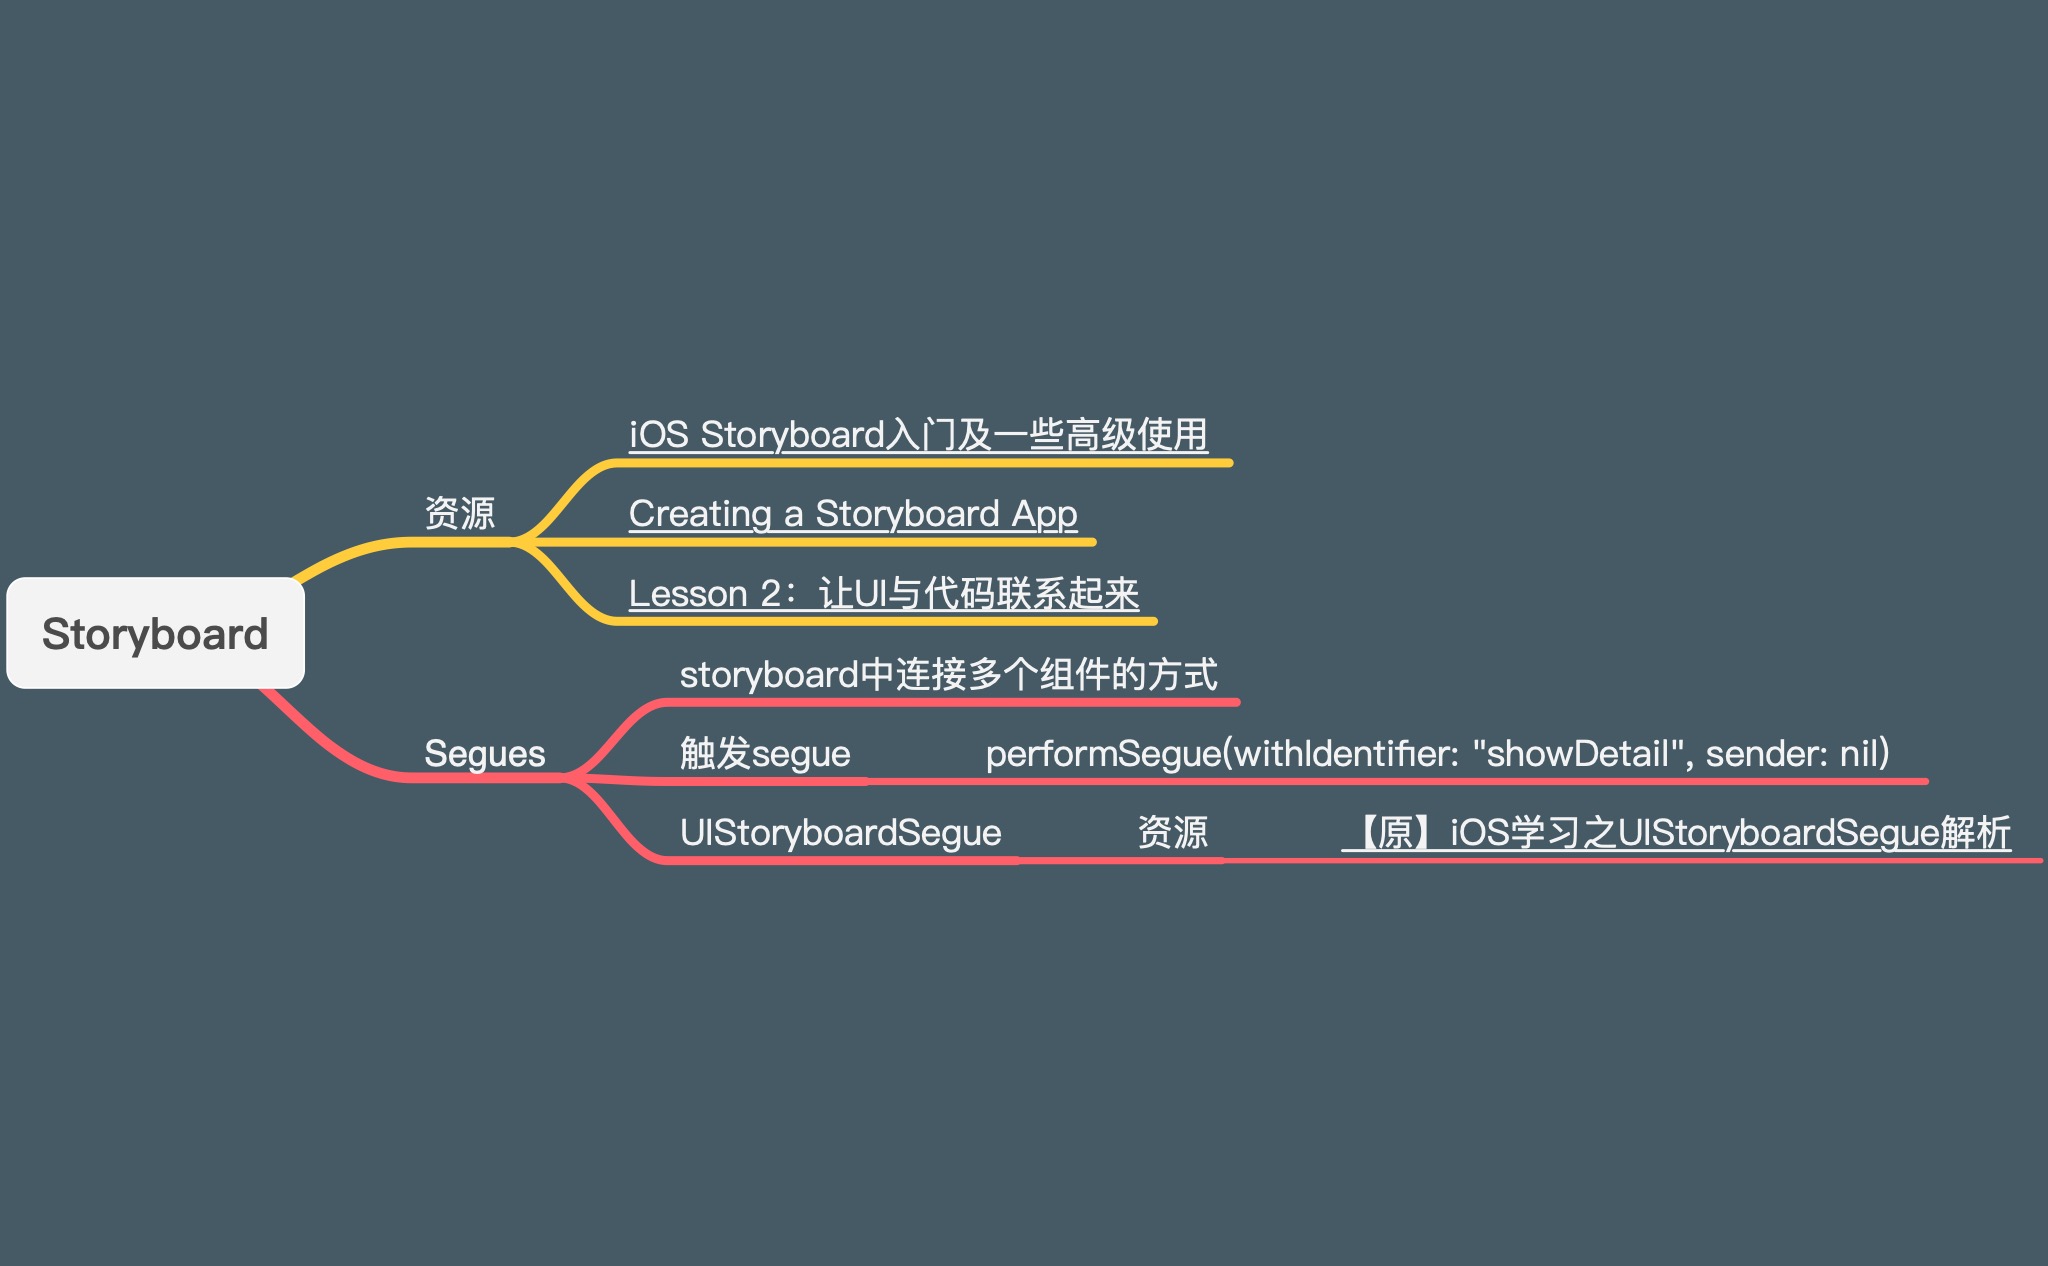 Storyboard
资源
iOS Storyboard入门及一些高级使用
Creating a Storyboard App
Lesson 2：让UI与代码联系起来
Segues
storyboard中连接多个组件的方式
触发segue
performSegue(withIdentifier: "showDetail", sender: nil)
UIStoryboardSegue
资源
【原】iOS学习之UIStoryboardSegue解析